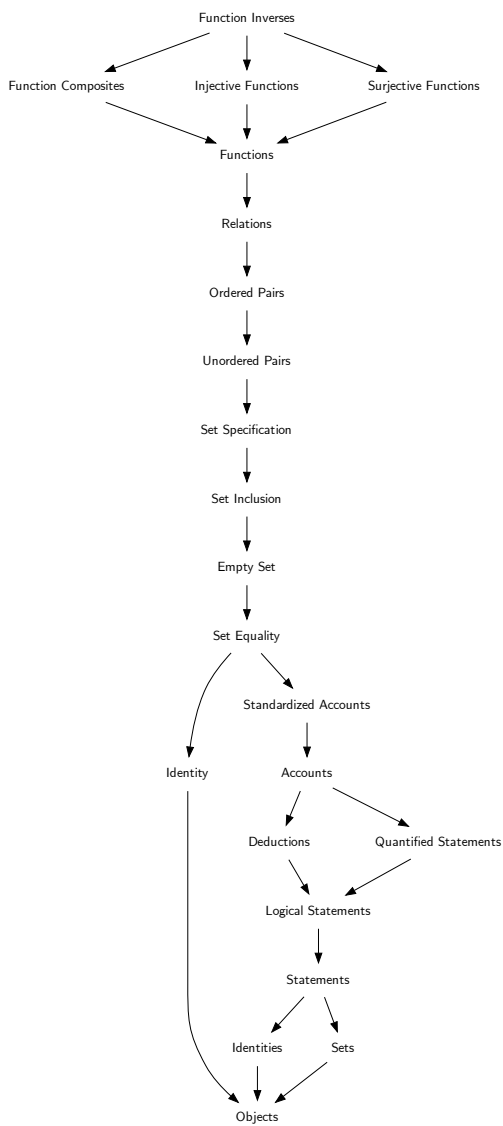 Function Inverses
Function Composites
Injective Functions
Surjective Functions
Functions
Relations
Ordered Pairs
Unordered Pairs
Set Specification
Set Inclusion
Empty Set
Set Equality
Standardized Accounts
Identity
Accounts
Deductions
Quantified Statements
Logical Statements
Statements
Identities
Sets
Objects